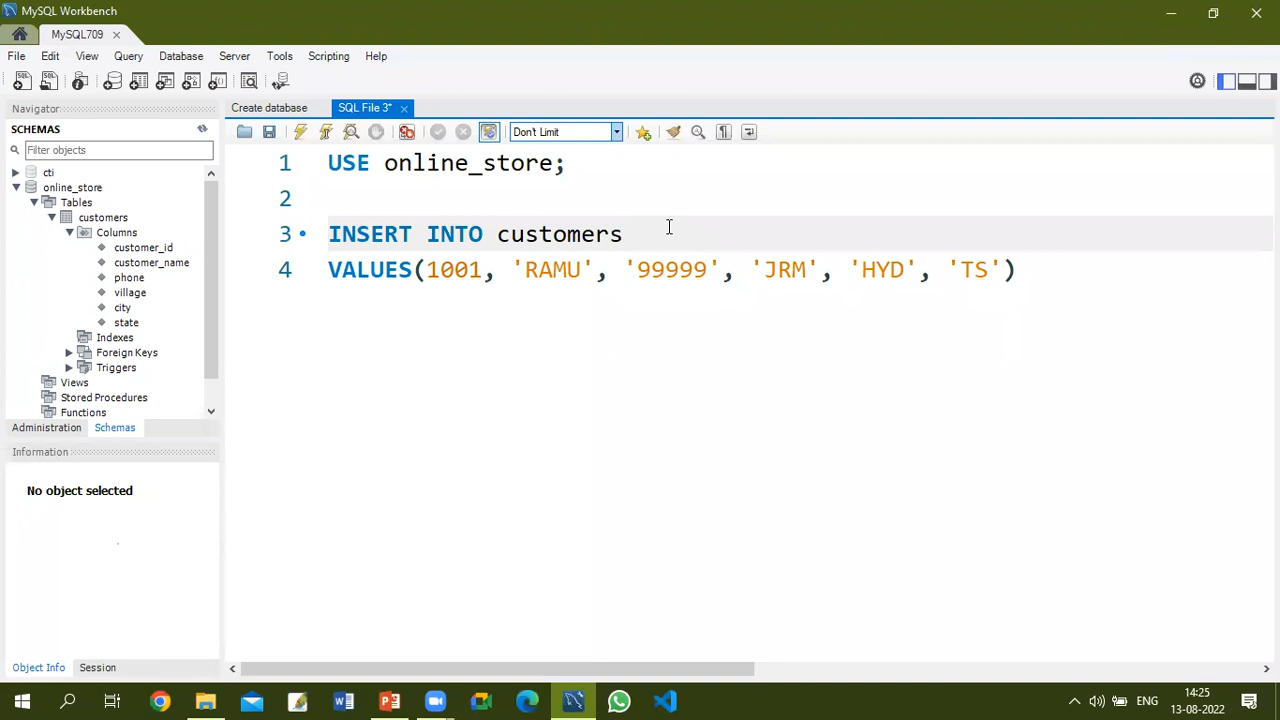 MySQL Workbench
MySQL709
File Edit View Query Database Server Tools Scripting Help
Navigator
SCHEMAS
Filter objects
cti
online_store
Tables
customers
Columns
customer_id
customer_name
phone
village
city
state
Indexes
Foreign Keys
Triggers
Views
Stored Procedures
Functions
Administration Schemas
Information
No object selected
Object Info Session
Create database SQL File 3*
Don't Limit
1 USE online_store;
2
3 INSERT INTO customers
4 VALUES(1001, 'RAMU', '99999', 'JRM', 'HYD', 'TS')
ENG
14:25
13-08-2022